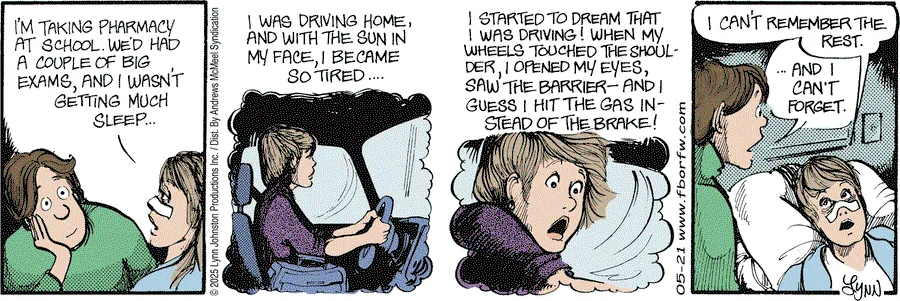 I'M TAKING PHARMACY
AT SCHOOL. WE'D HAD
A COUPLE OF BIG
EXAMS, AND I WASN'T
GETTING MUCH
SLEEP...
© 2025 Lynn Johnston Productions Inc. / Dist. By Andrews McMeel Syndication
I WAS DRIVING HOME,
AND WITH THE SUN IN
MY FACE, I BECAME
SO TIRED....
I STARTED TO DREAM THAT
I WAS DRIVING! WHEN MY
WHEELS TOUCHED THE SHOUL-
DER, I OPENED MY EYES,
SAW THE BARRIER—AND I
GUESS I HIT THE GAS IN-
STEAD OF THE BRAKE!
05-21 www.fborfw.com
I CAN'T REMEMBER THE
REST.
... AND I
CAN'T
FORGET.
LYNN